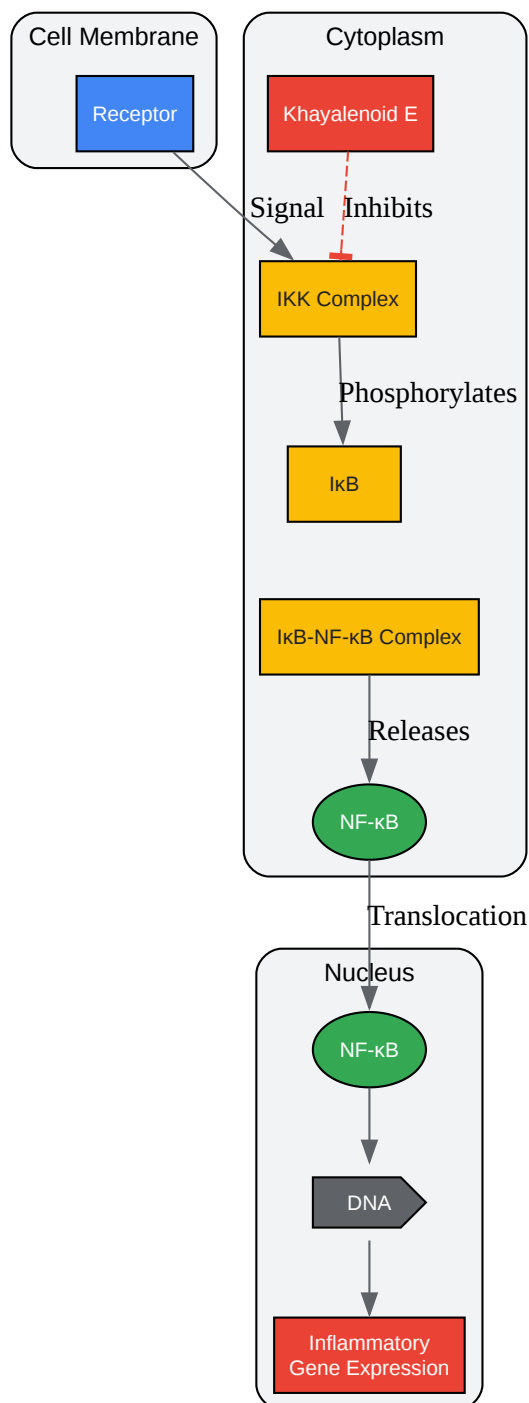 Cell Membrane
Cytoplasm
Receptor
Khayalenoid E
Signal
Inhibits
IKK Complex
Phosphorylates
IκB
IκB-NF-κB Complex
Releases
NF-κB
Translocation
Nucleus
NF-κB
DNA
Inflammatory
Gene Expression